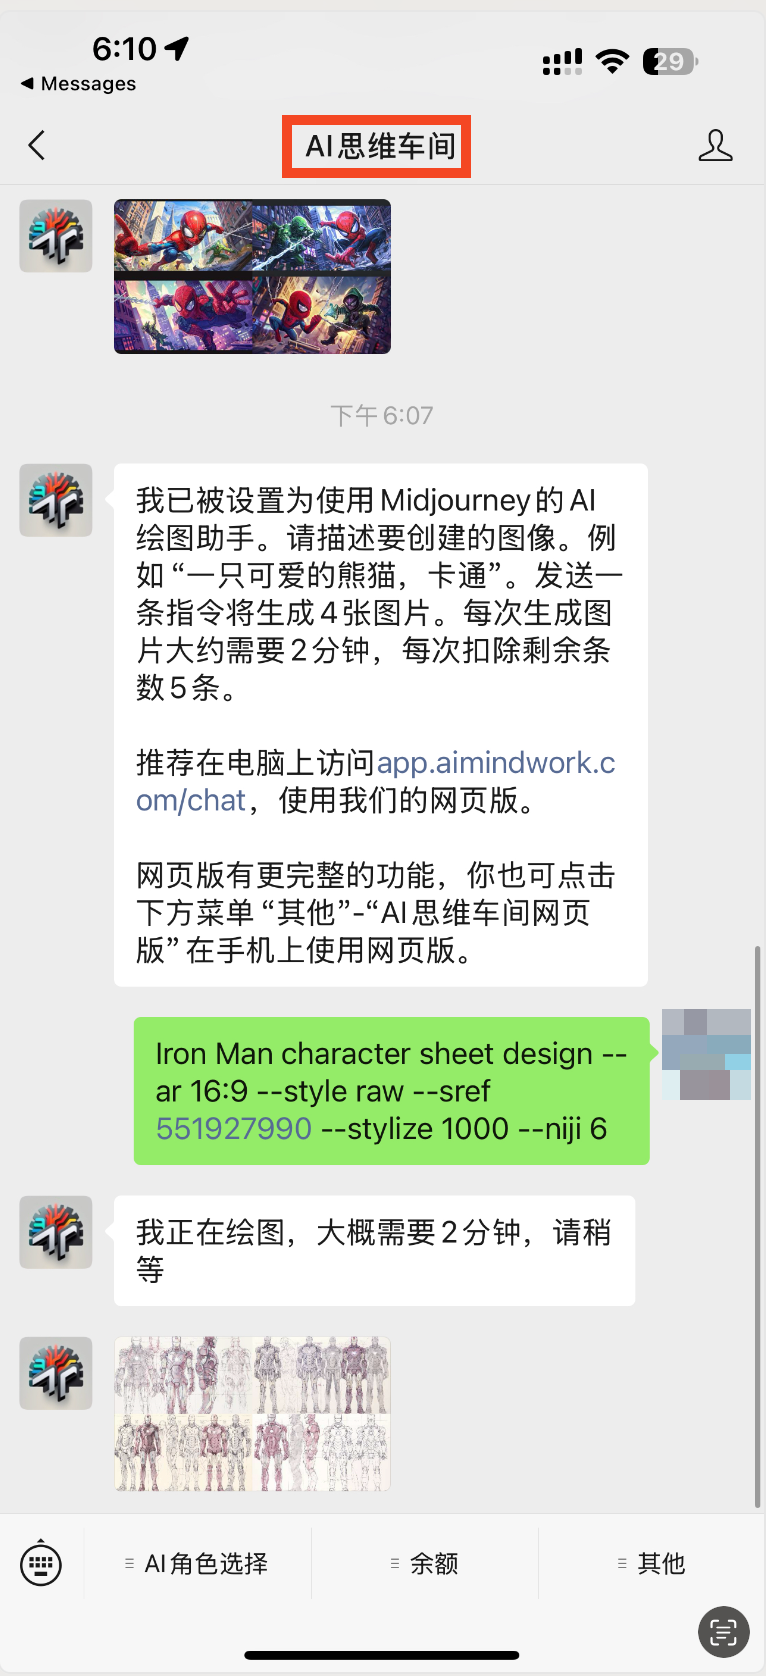 6:10
29
◀ Messages
AI思维车间
下午 6:07
我已被设置为使用Midjourney的AI
绘图助手。请描述要创建的图像。例
如 “一只可爱的熊猫，卡通”。发送一
条指令将生成4张图片。每次生成图
片大约需要2分钟，每次扣除剩余条
数5条。
推荐在电脑上访问app.aimindwork.c
om/chat，使用我们的网页版。
网页版有更完整的功能，你也可点击
下方菜单 “其他”-“AI思维车间网页
版” 在手机上使用网页版。
Iron Man character sheet design --
ar 16:9 --style raw --sref
551927990 --stylize 1000 --niji 6
我正在绘图，大概需要2分钟，请稍
等
AI角色选择
余额
其他